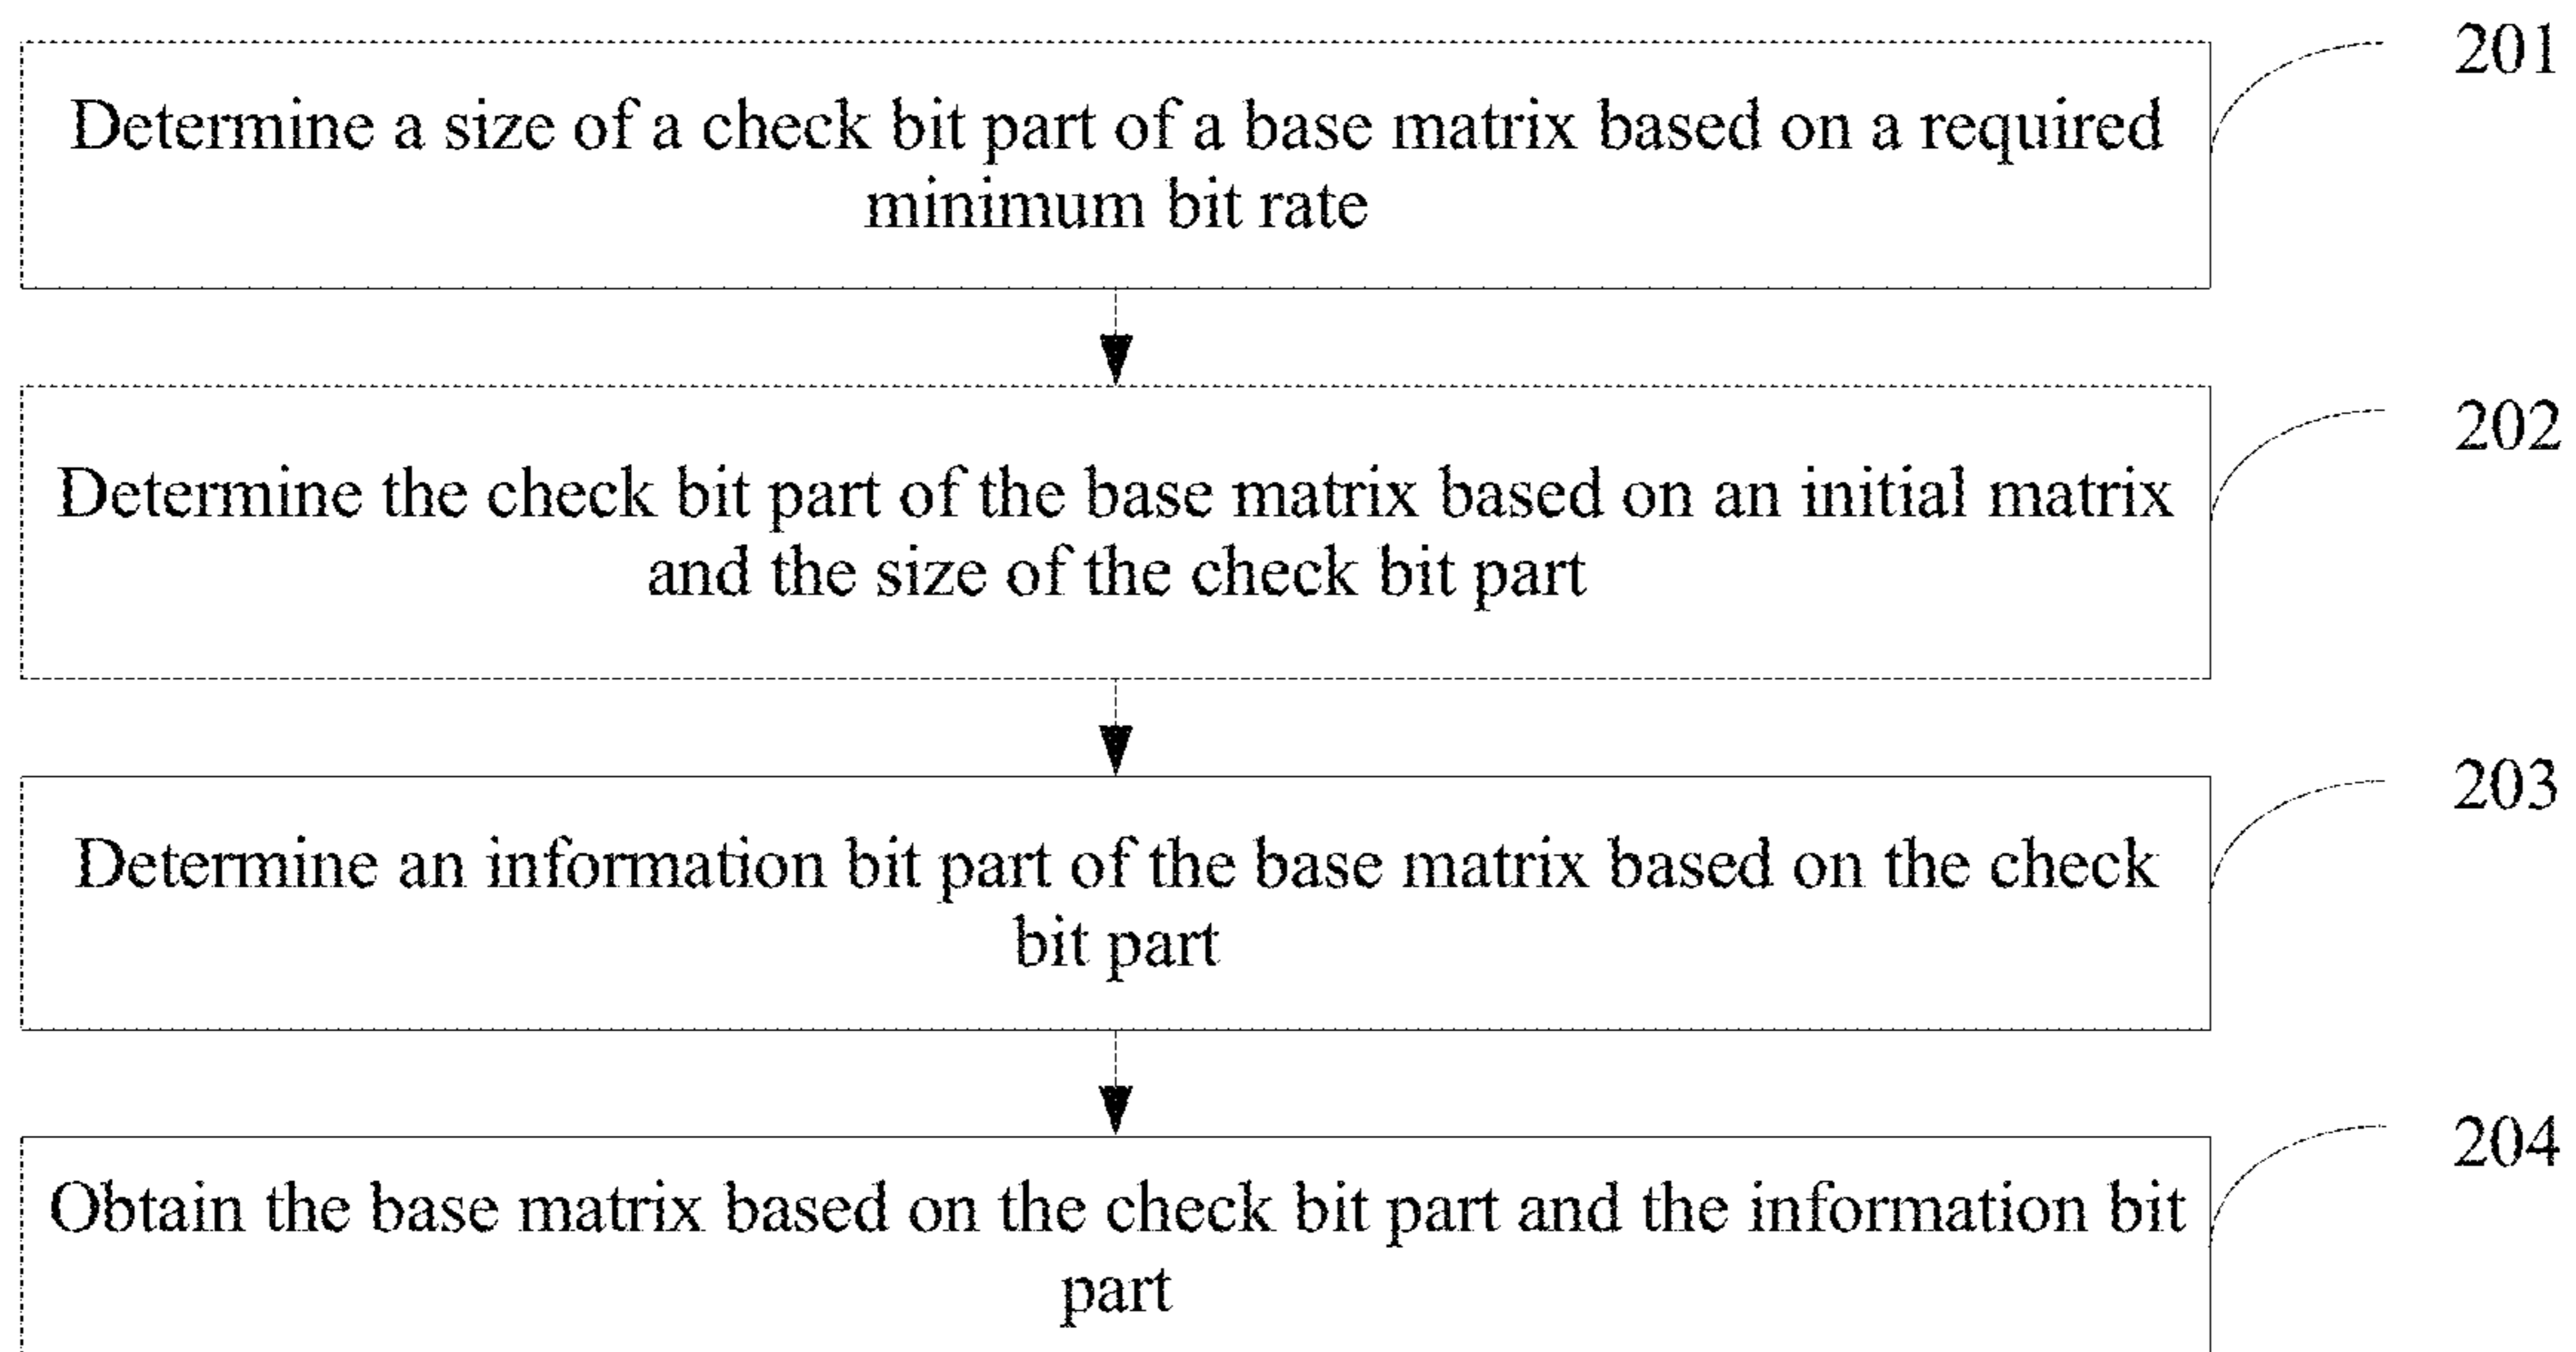 201
Determine a size of a check bit part of a base matrix based on a required
minimum bit rate
202
Determine the check bit part of the base matrix based on an initial matrix
and the size of the check bit part
203
Determine an information bit part of the base matrix based on the check
bit part
204
Obtain the base matrix based on the check bit part and the information bit
part